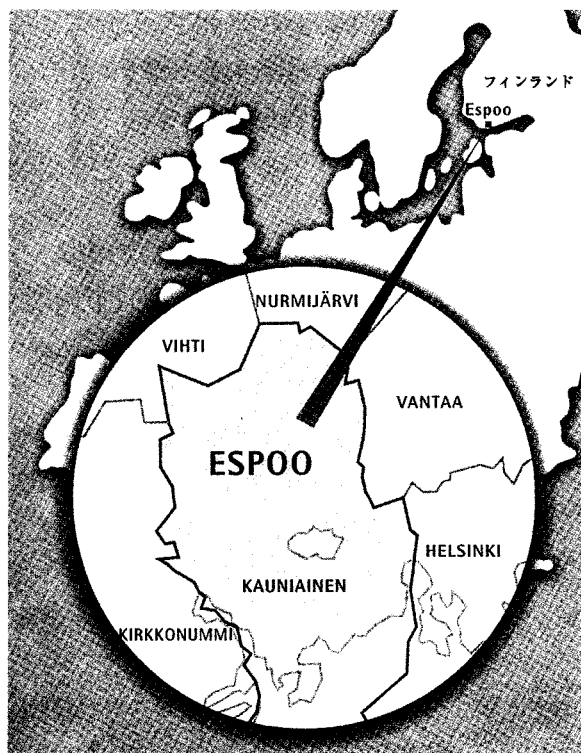 フィンランド
Espoo
NURMIJÄRVI
VIHTI
VANTAA
ESPOO
HELSINKI
KAUNIAINEN
KIRKKONUMMI